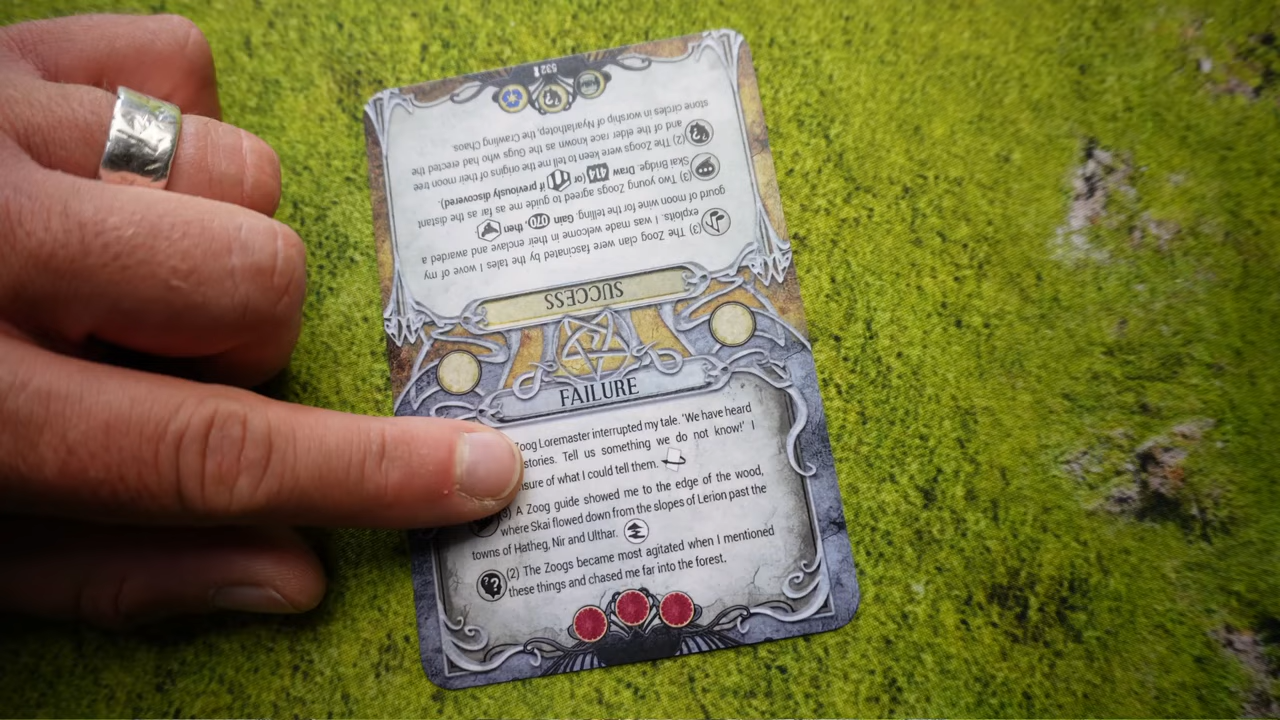 SUCCESS
(3) The Zoog clan were fascinated by the tales I wove of my
exploits. I was made welcome in their enclave and awarded a
gourd of moon wine for the telling. Gain 070 then
(3) Two young Zoogs agreed to guide me as far as the distant
Skai Bridge. Draw 414 (or if previously discovered).
(2) The Zoogs were keen to tell me the origins of their moon tree
and of the elder race known as the Gugs who had erected the
stone circles in worship of Nyarlathotep, the Crawling Chaos.
532
FAILURE
Zoog Loremaster interrupted my tale. 'We have heard
stories. Tell us something we do not know!' I
of what I could tell them.
A Zoog guide showed me to the edge of the wood,
where Skai flowed down from the slopes of Lerion past the
towns of Hatheg, Nir and Ulthar.
(2) The Zoogs became most agitated when I mentioned
these things and chased me far into the forest.